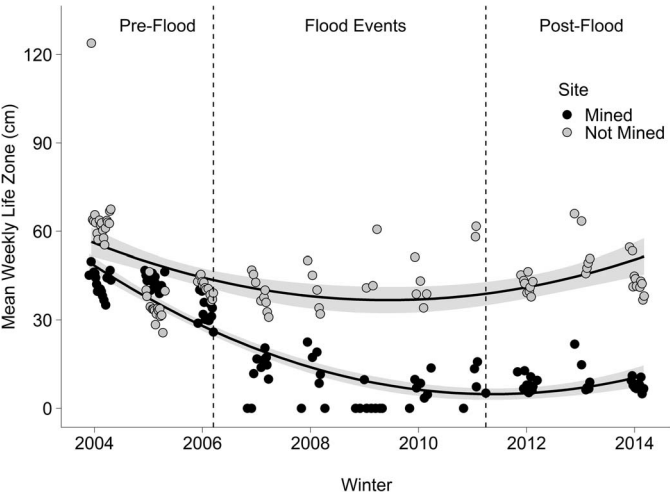 Pre-Flood Flood Events Post-Flood
120
Site
Mined
Not Mined
90
60
30
0
Mean Weekly Life Zone (cm)
2004 2006 2008 2010 2012 2014
Winter